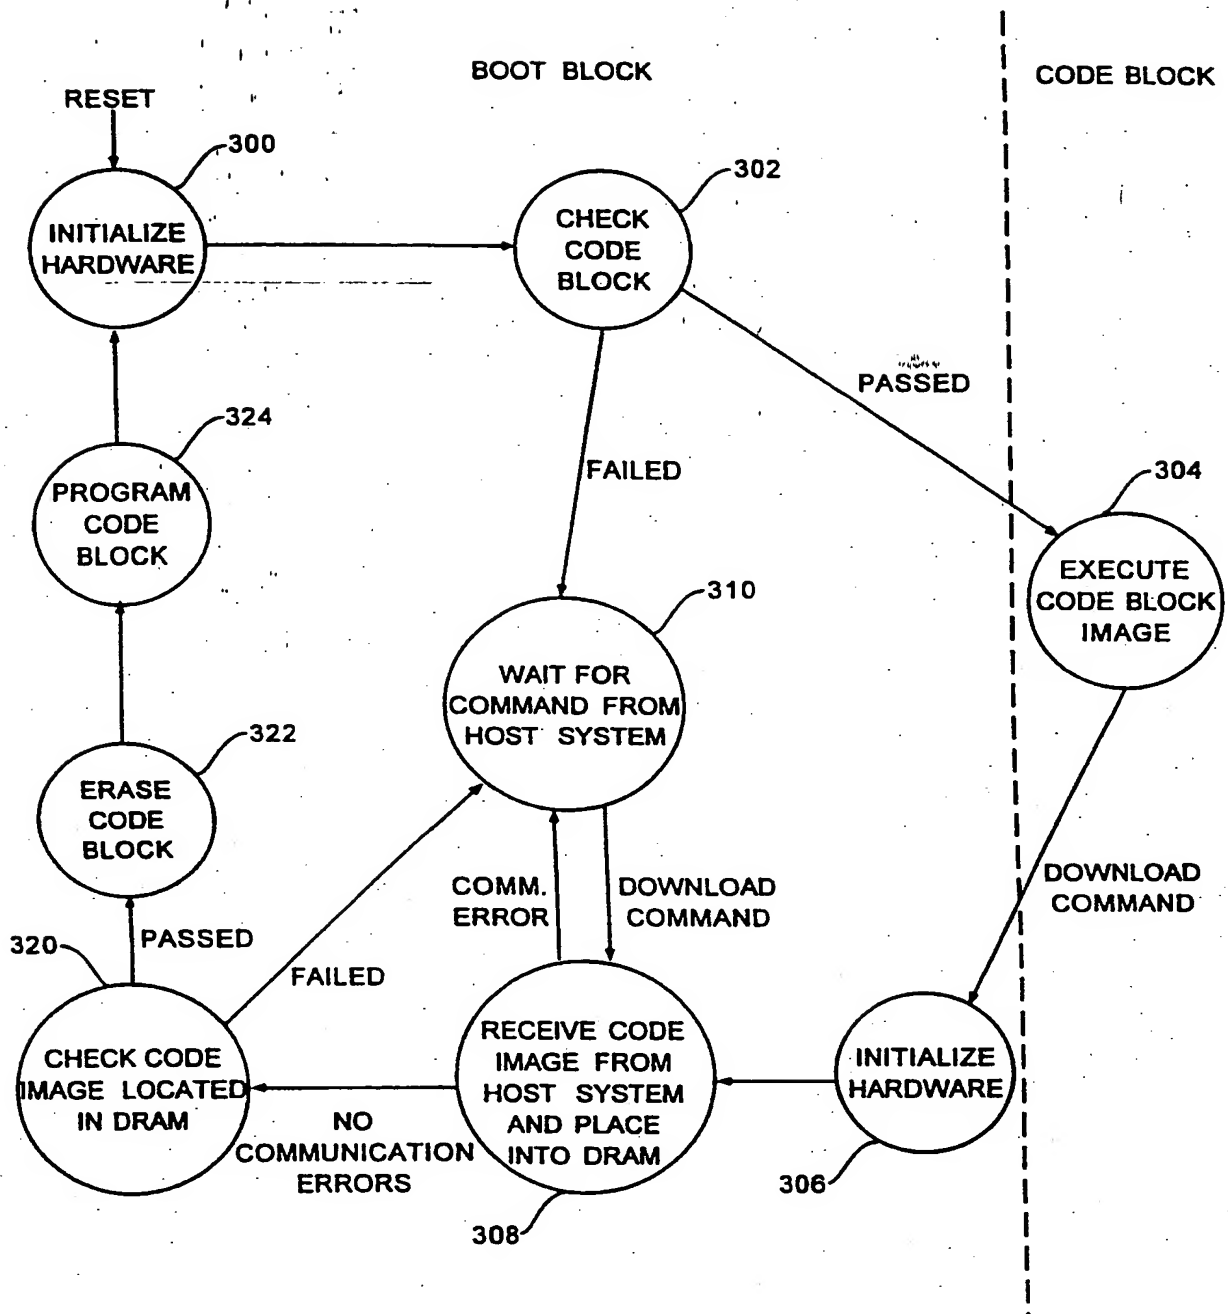 BOOT BLOCK
CODE BLOCK
RESET
300
INITIALIZE
HARDWARE
302
CHECK
CODE
BLOCK
PASSED
FAILED
304
EXECUTE
CODE BLOCK
IMAGE
324
PROGRAM
CODE
BLOCK
310
WAIT FOR
COMMAND FROM
HOST SYSTEM
322
ERASE
CODE
BLOCK
COMM.
ERROR
DOWNLOAD
COMMAND
DOWNLOAD
COMMAND
320
PASSED
FAILED
CHECK CODE
IMAGE LOCATED
IN DRAM
NO
COMMUNICATION
ERRORS
RECEIVE CODE
IMAGE FROM
HOST SYSTEM
AND PLACE
INTO DRAM
308
INITIALIZE
HARDWARE
306